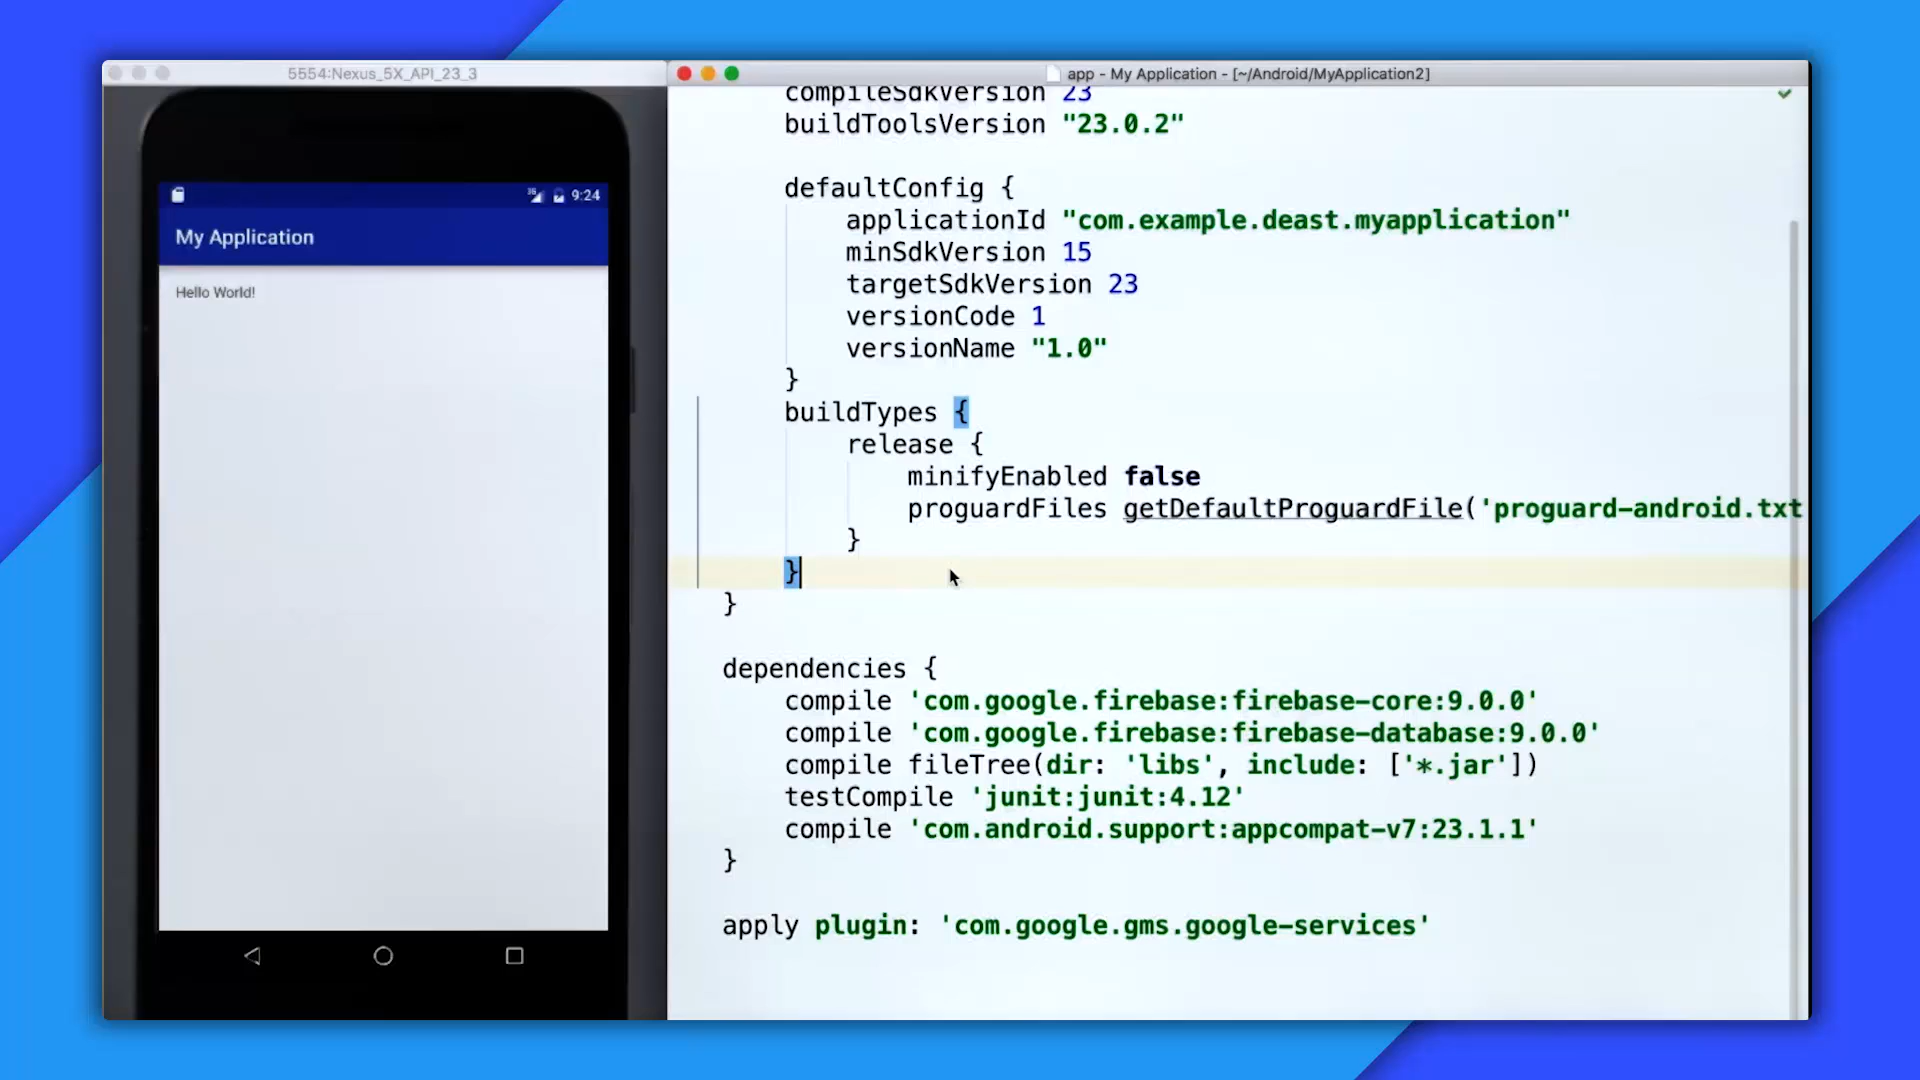 5554:Nexus_5X_API_23_3
3G 9:24
My Application
Hello World!
app - My Application - [~/Android/MyApplication2]
compileSdkVersion 23
buildToolsVersion "23.0.2"
defaultConfig {
applicationId "com.example.deast.myapplication"
minSdkVersion 15
targetSdkVersion 23
versionCode 1
versionName "1.0"
}
buildTypes {
release {
minifyEnabled false
proguardFiles getDefaultProguardFile('proguard-android.txt
}
}
}
dependencies {
compile 'com.google.firebase:firebase-core:9.0.0'
compile 'com.google.firebase:firebase-database:9.0.0'
compile fileTree(dir: 'libs', include: ['*.jar'])
testCompile 'junit:junit:4.12'
compile 'com.android.support:appcompat-v7:23.1.1'
}
apply plugin: 'com.google.gms.google-services'